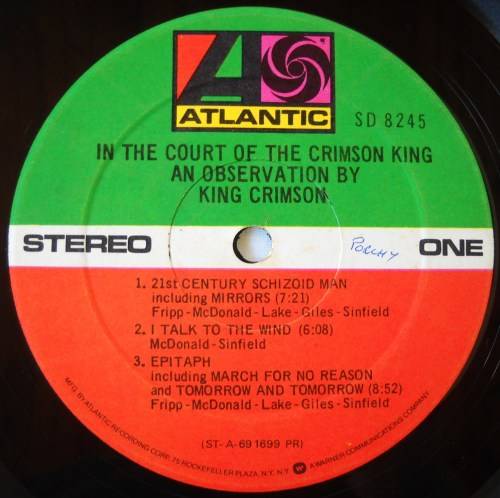 ATLANTIC
SD 8245
IN THE COURT OF THE CRIMSON KING
AN OBSERVATION BY
KING CRIMSON
STEREO
Porchy
ONE
1. 21st CENTURY SCHIZOID MAN
including MIRRORS (7:21)
Fripp-McDonald-Lake-Giles-Sinfield
2. I TALK TO THE WIND (6:08)
McDonald-Sinfield
3. EPITAPH
including MARCH FOR NO REASON
and TOMORROW AND TOMORROW (8:52)
Fripp-McDonald-Lake-Giles-Sinfield
(ST-A-691699 PR)
MFG. BY ATLANTIC RECORDING CORP., 75 ROCKEFELLER PLAZA, N.Y. N.Y. A WARNER COMMUNICATIONS COMPANY